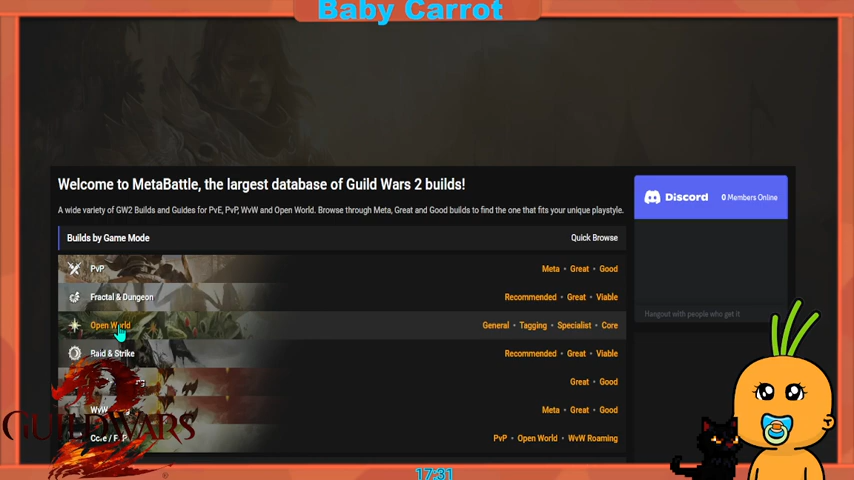 Baby Carrot
Welcome to MetaBattle, the largest database of Guild Wars 2 builds!
A wide variety of GW2 Builds and Guides for PvE, PvP, WvW and Open World. Browse through Meta, Great and Good builds to find the one that fits your unique playstyle.
Builds by Game Mode Quick Browse
PvP Meta • Great • Good
Fractal & Dungeon Recommended • Great • Viable
Open World General • Tagging • Specialist • Core
Raid & Strike Recommended • Great • Viable
Great • Good
WvW Meta • Great • Good
Core / PvP • Open World • WvW Roaming
Discord 0 Members Online
Hangout with people who get it
GUILD WARS 2
17:31